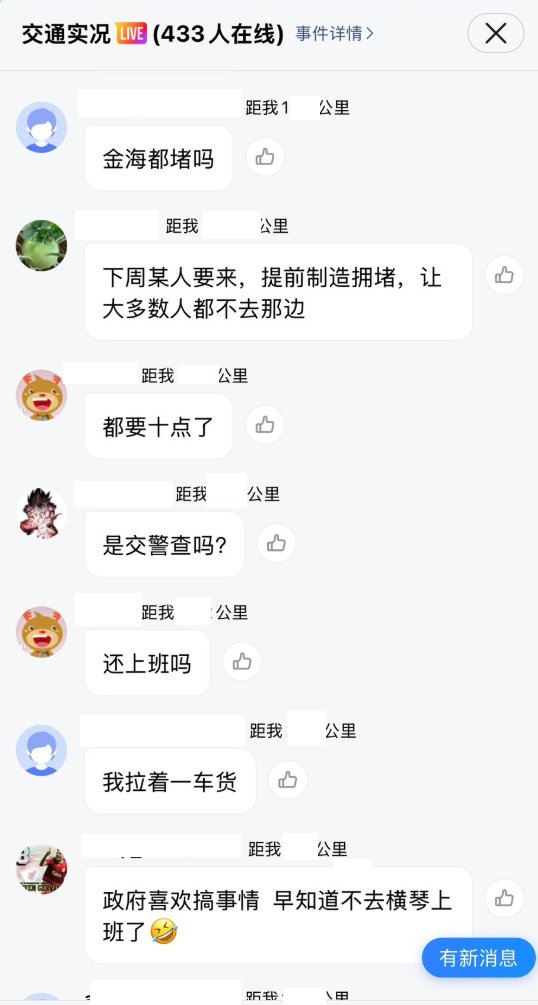 交通实况 LIVE (433人在线) 事件详情>
距我1 公里
金海都堵吗
距我 公里
下周某人要来，提前制造拥堵，让
大多数人都不去那边
距我 公里
都要十点了
距我 公里
是交警查吗?
距我 公里
还上班吗
距我 公里
我拉着一车货
距我 公里
政府喜欢搞事情 早知道不去横琴上
班了🤣
有新消息
距我 公里